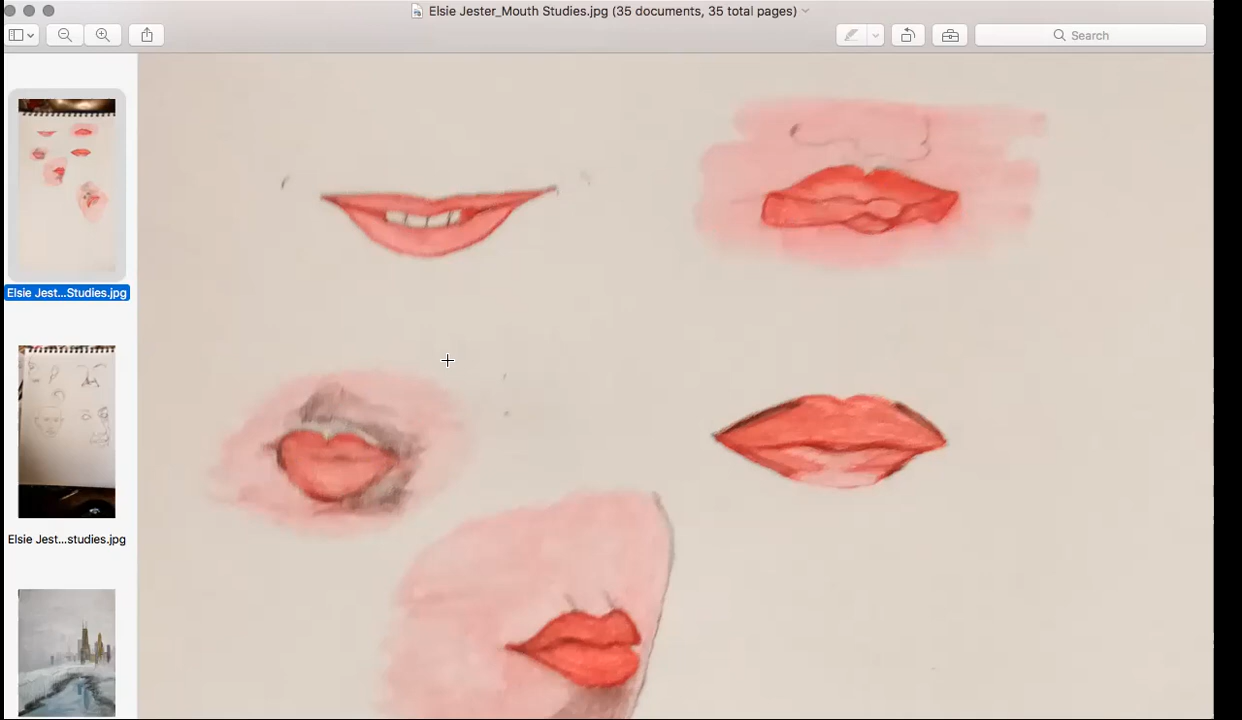 Elsie Jester_Mouth Studies.jpg (35 documents, 35 total pages)
Search
Elsie Jest...Studies.jpg
Elsie Jest...studies.jpg